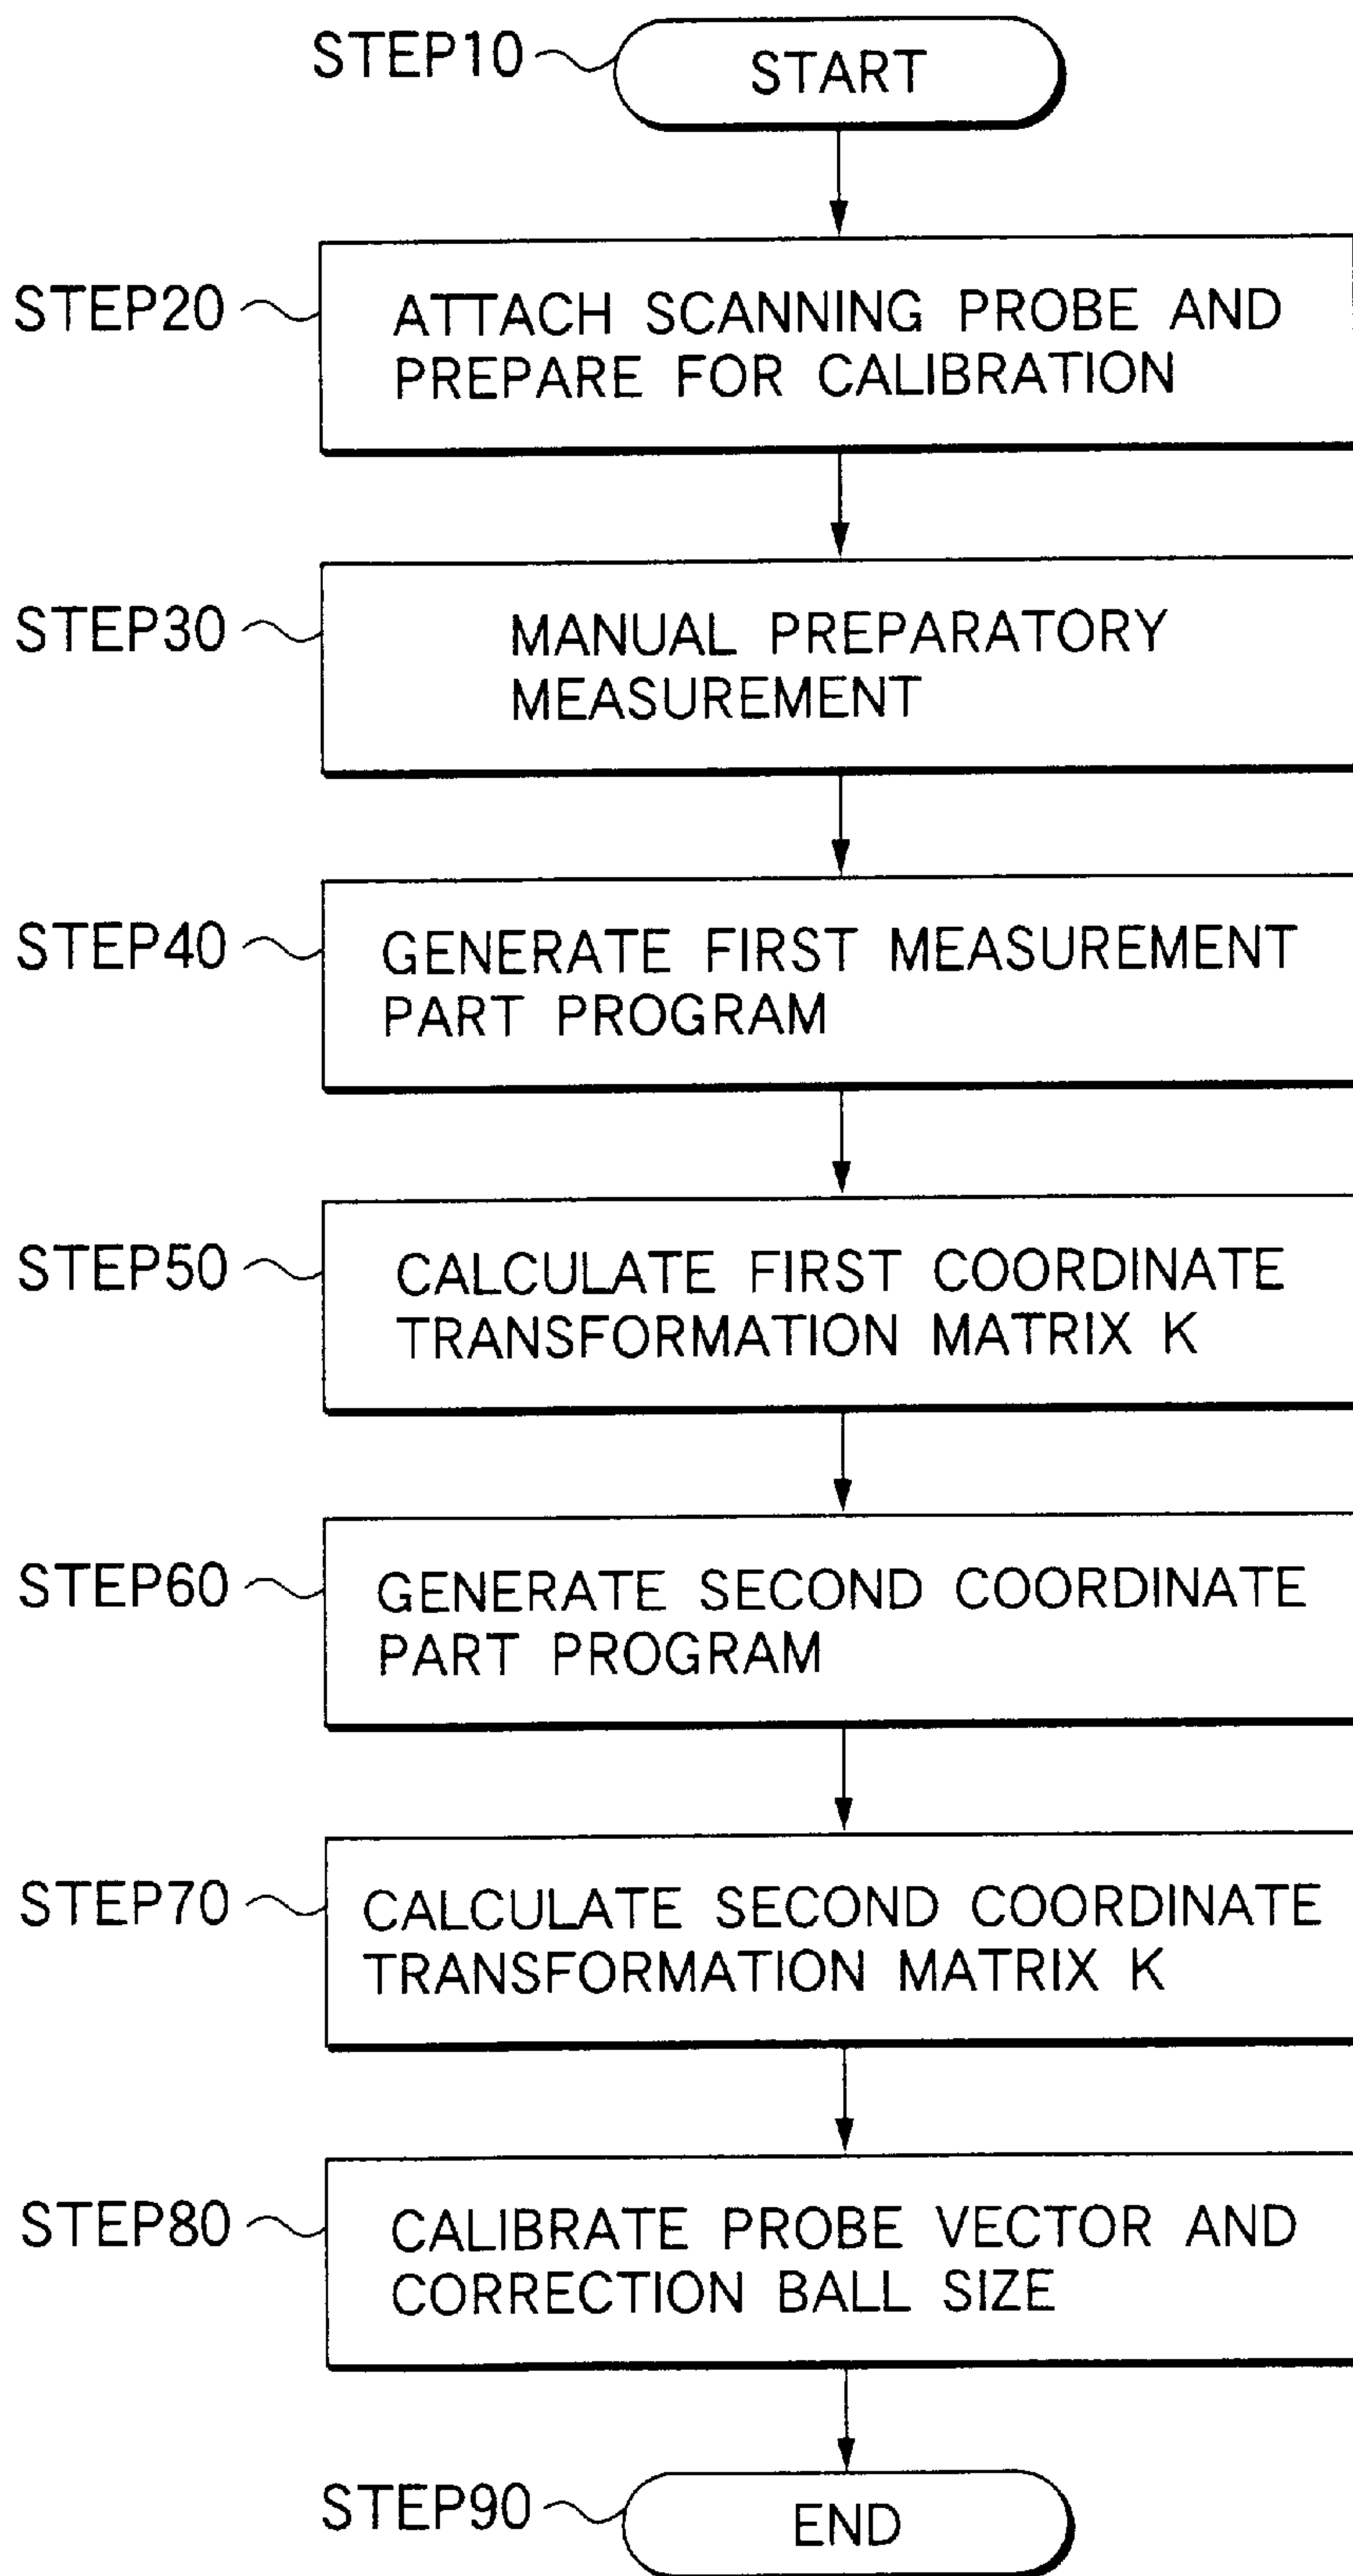 STEP10
START
STEP20
ATTACH SCANNING PROBE AND
PREPARE FOR CALIBRATION
STEP30
MANUAL PREPARATORY
MEASUREMENT
STEP40
GENERATE FIRST MEASUREMENT
PART PROGRAM
STEP50
CALCULATE FIRST COORDINATE
TRANSFORMATION MATRIX K
STEP60
GENERATE SECOND COORDINATE
PART PROGRAM
STEP70
CALCULATE SECOND COORDINATE
TRANSFORMATION MATRIX K
STEP80
CALIBRATE PROBE VECTOR AND
CORRECTION BALL SIZE
STEP90
END